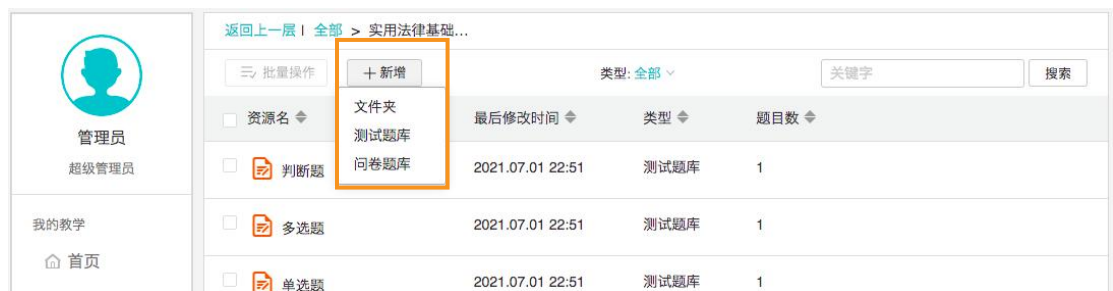 返回上一层 | 全部 > 实用法律基础...
批量操作 + 新增 类型: 全部 关键字 搜索
文件夹
测试题库
问卷题库
资源名 最后修改时间 类型 题目数
判断题 2021.07.01 22:51 测试题库 1
多选题 2021.07.01 22:51 测试题库 1
单选题 2021.07.01 22:51 测试题库 1
管理员
超级管理员
我的教学
首页